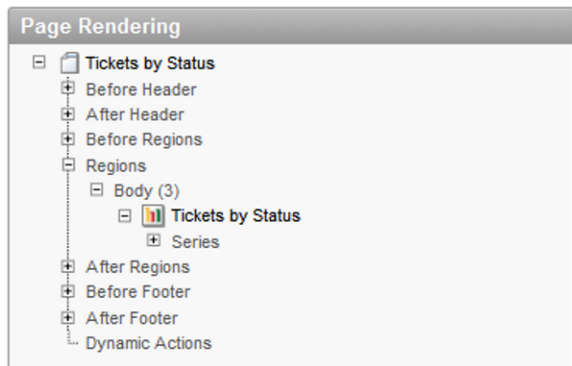 Page Rendering
Tickets by Status
Before Header
After Header
Before Regions
Regions
Body (3)
Tickets by Status
Series
After Regions
Before Footer
After Footer
Dynamic Actions